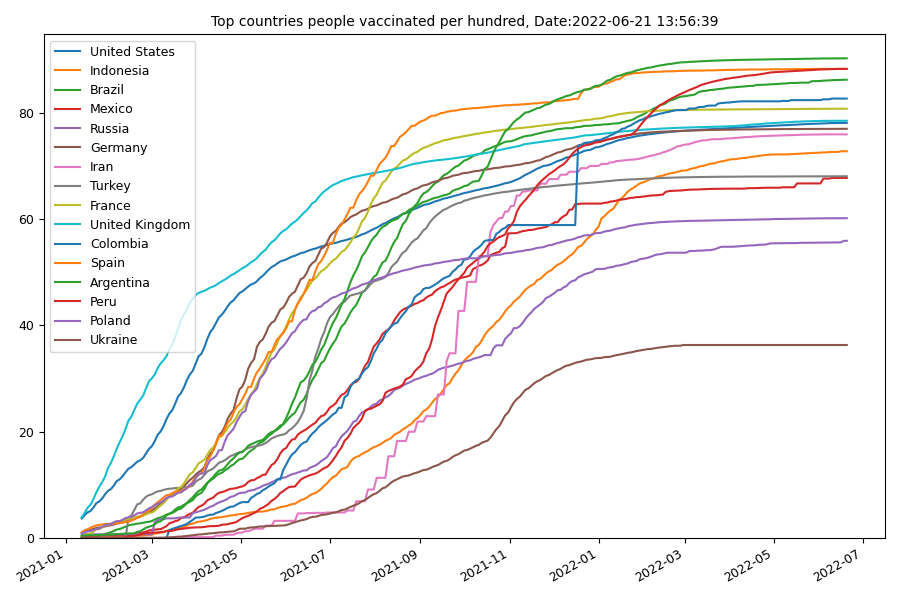 Top countries people vaccinated per hundred, Date:2022-06-21 13:56:39
United States
Indonesia
Brazil
Mexico
Russia
Germany
Iran
Turkey
France
United Kingdom
Colombia
Spain
Argentina
Peru
Poland
Ukraine
80
60
40
20
0
2021-01
2021-03
2021-05
2021-07
2021-09
2021-11
2022-01
2022-03
2022-05
2022-07